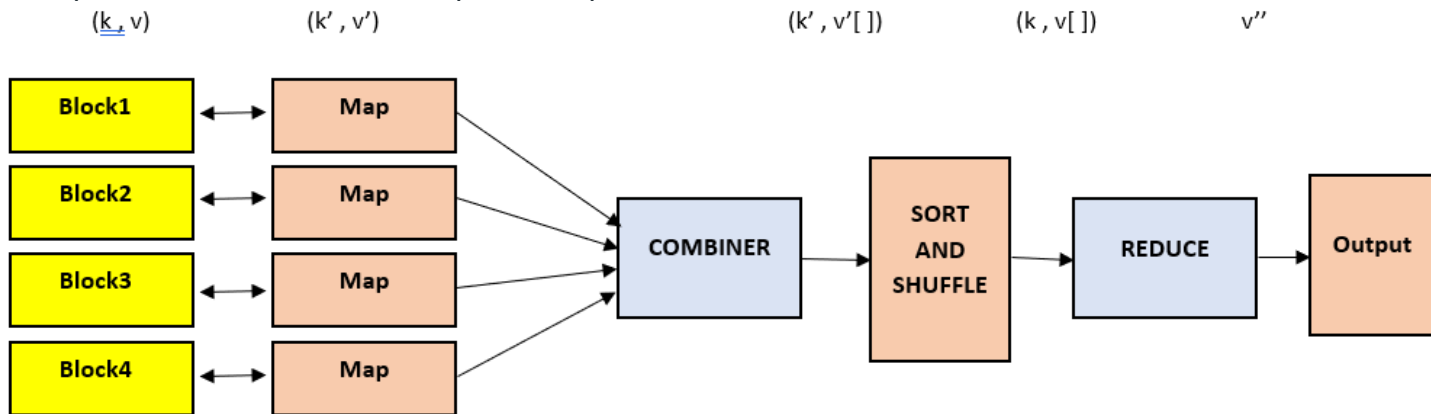 (k , v) (k’ , v’) (k’ , v’[ ]) (k , v[ ]) v’’
Block1 Map
Block2 Map
Block3 Map
Block4 Map
COMBINER
SORT
AND
SHUFFLE
REDUCE
Output